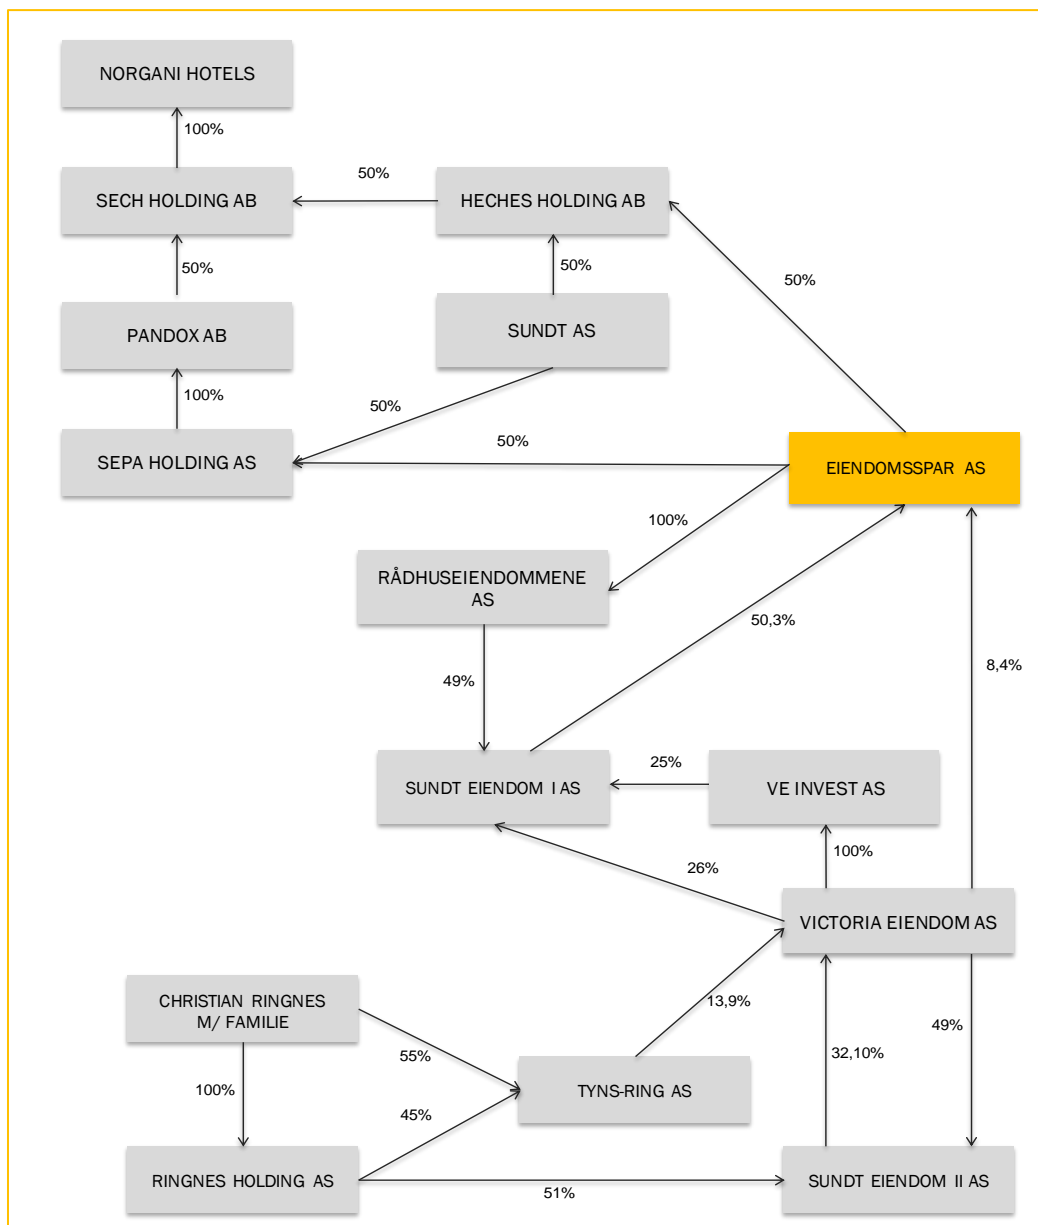 NORGANI HOTELS
100%
SECH HOLDING AB
50%
HECHES HOLDING AB
50%
50%
50%
PANDOX AB
SUNDT AS
100%
50%
50%
SEPA HOLDING AS
EIENDOMSSPAR AS
100%
RÅDHUSEIENDOMMENE
AS
50,3%
49%
8,4%
SUNDT EIENDOM I AS
25%
VE INVEST AS
100%
26%
VICTORIA EIENDOM AS
CHRISTIAN RINGNES
M/ FAMILIE
13,9%
55%
32,10%
49%
100%
45%
TYNS-RING AS
RINGNES HOLDING AS
51%
SUNDT EIENDOM II AS